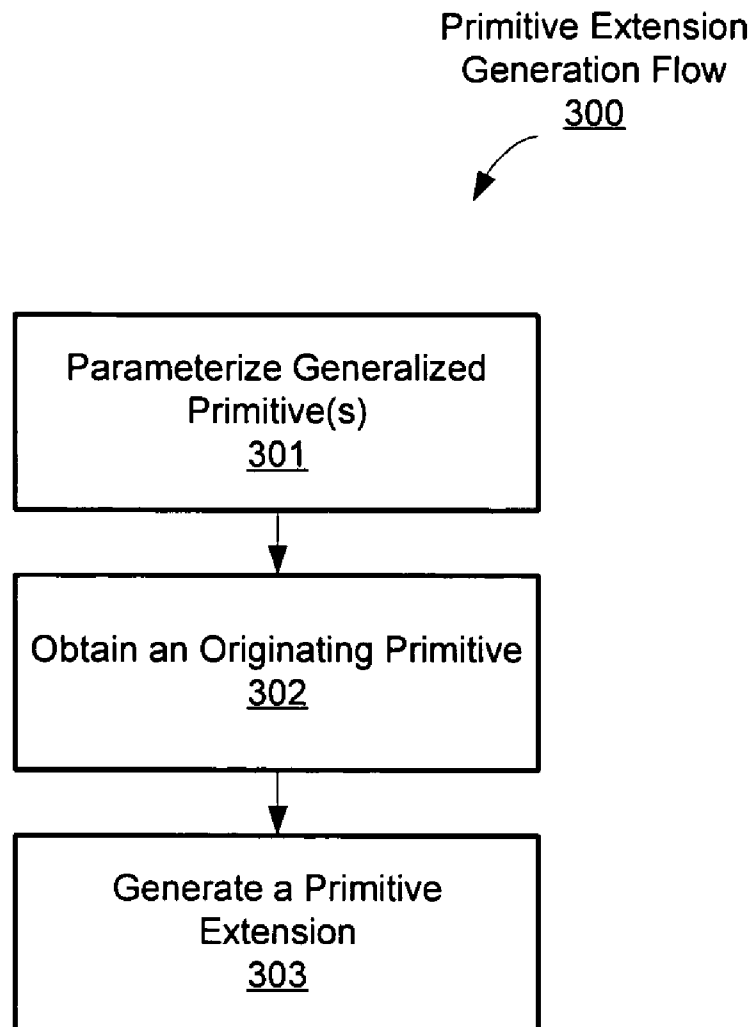 Primitive Extension
Generation Flow
300
Parameterize Generalized
Primitive(s)
301
Obtain an Originating Primitive
302
Generate a Primitive
Extension
303